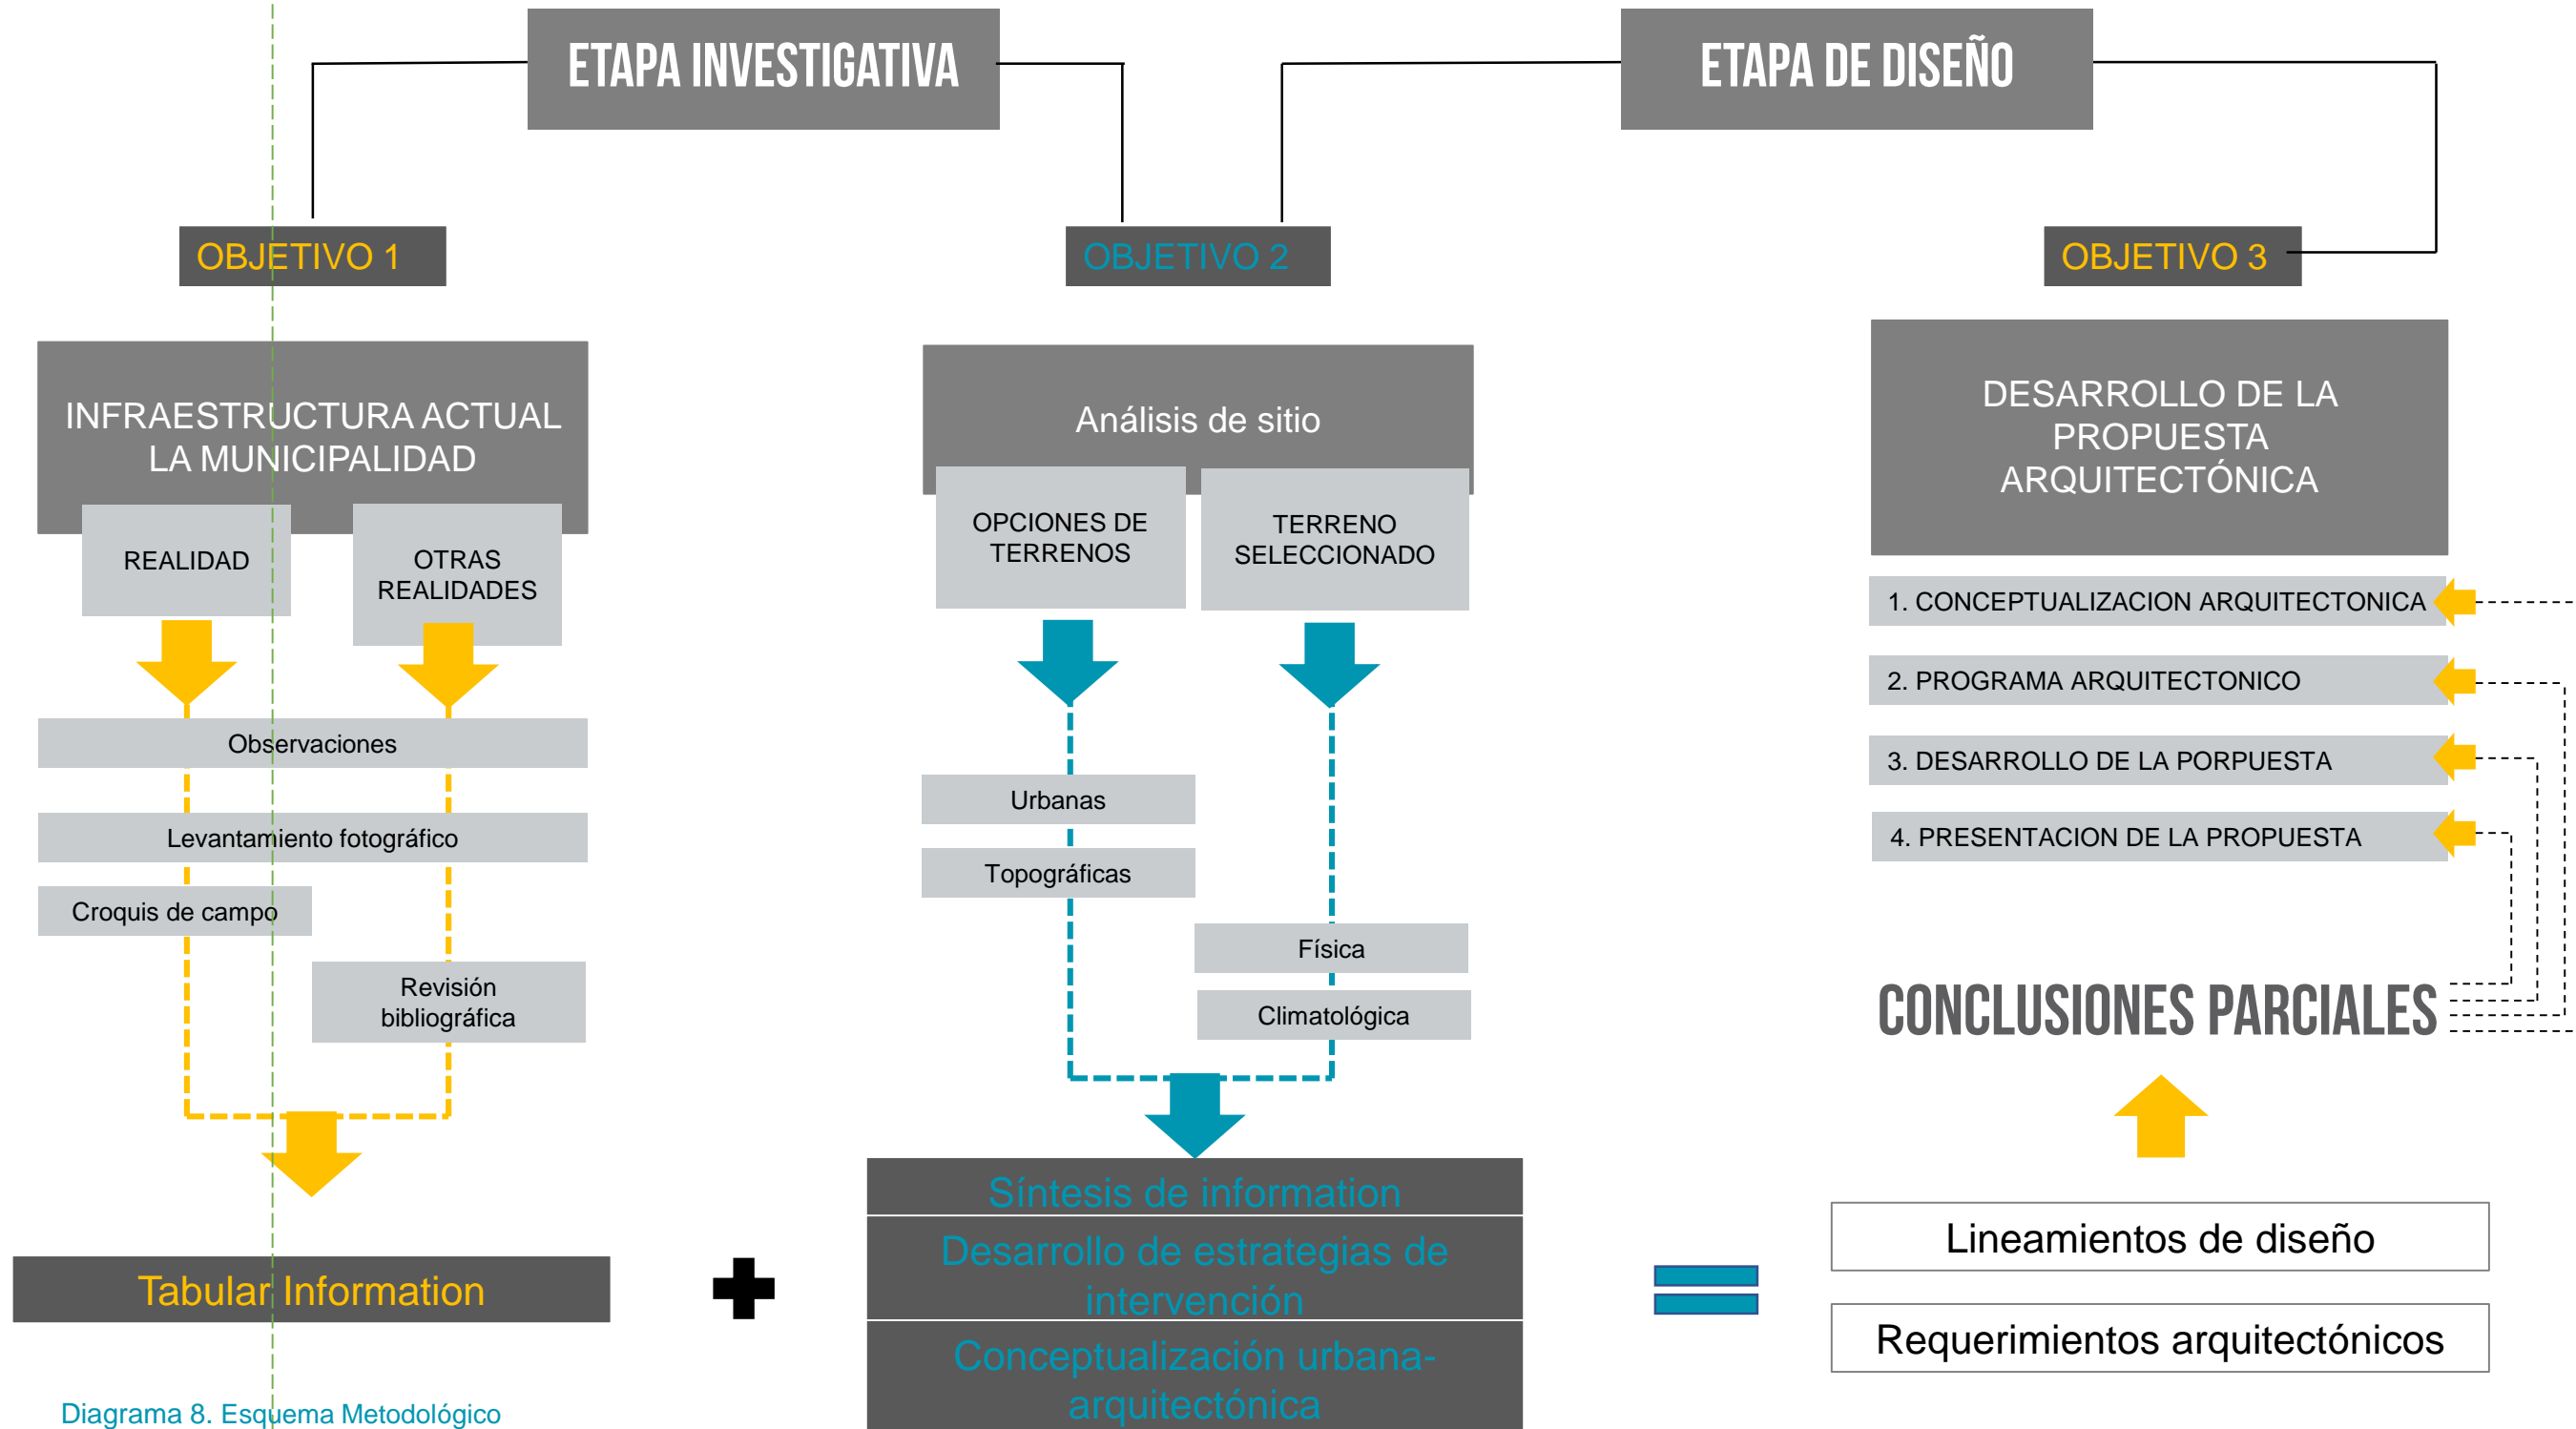 ETAPA INVESTIGATIVA
ETAPA DE DISEÑO
OBJETIVO 1
OBJETIVO 2
OBJETIVO 3
INFRAESTRUCTURA ACTUAL
LA MUNICIPALIDAD
REALIDAD
OTRAS
REALIDADES
Observaciones
Levantamiento fotográfico
Croquis de campo
Revisión
bibliográfica
Tabular Information
Análisis de sitio
OPCIONES DE
TERRENOS
TERRENO
SELECCIONADO
Urbanas
Topográficas
Física
Climatológica
Síntesis de information
Desarrollo de estrategias de
intervención
Conceptualización urbana-
arquitectónica
DESARROLLO DE LA
PROPUESTA
ARQUITECTÓNICA
1. CONCEPTUALIZACION ARQUITECTONICA
2. PROGRAMA ARQUITECTONICO
3. DESARROLLO DE LA PORPUESTA
4. PRESENTACION DE LA PROPUESTA
CONCLUSIONES PARCIALES
Lineamientos de diseño
Requerimientos arquitectónicos
Diagrama 8. Esquema Metodológico